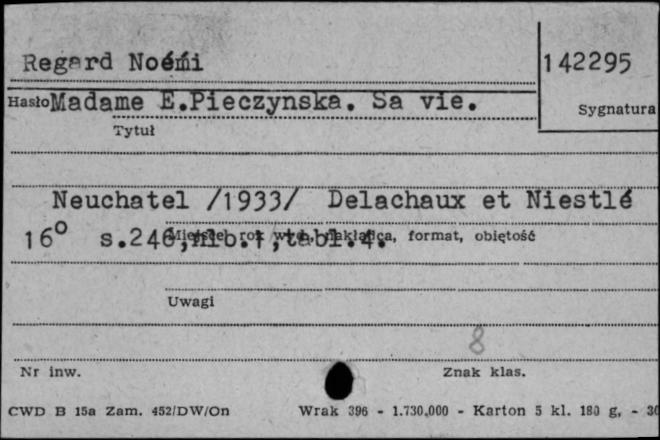 Regard Noémi
142295
Hasło Madame E.Pieczynska. Sa vie.
Sygnatura
Tytuł
Neuchatel /1933/ Delachaux et Niestlé
16° s.246,nlb.1,tabl.4.
Miejsce, rok wyd., nakładca, format, objętość
Uwagi
8
Nr inw.
Znak klas.
CWD B 15a Zam. 452/DW/On Wrak 396 - 1.730.000 - Karton 5 kl. 180 g, -